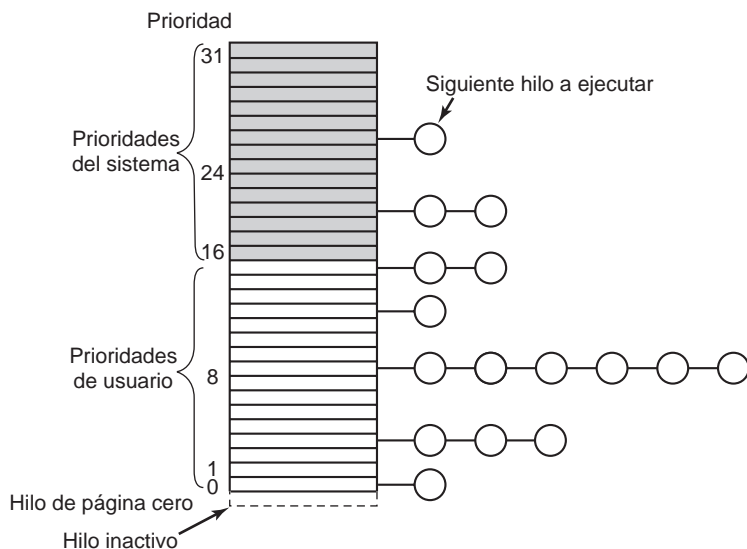 Prioridad
31
Siguiente hilo a ejecutar
Prioridades
del sistema
24
16
Prioridades
de usuario
8
1
0
Hilo de página cero
Hilo inactivo